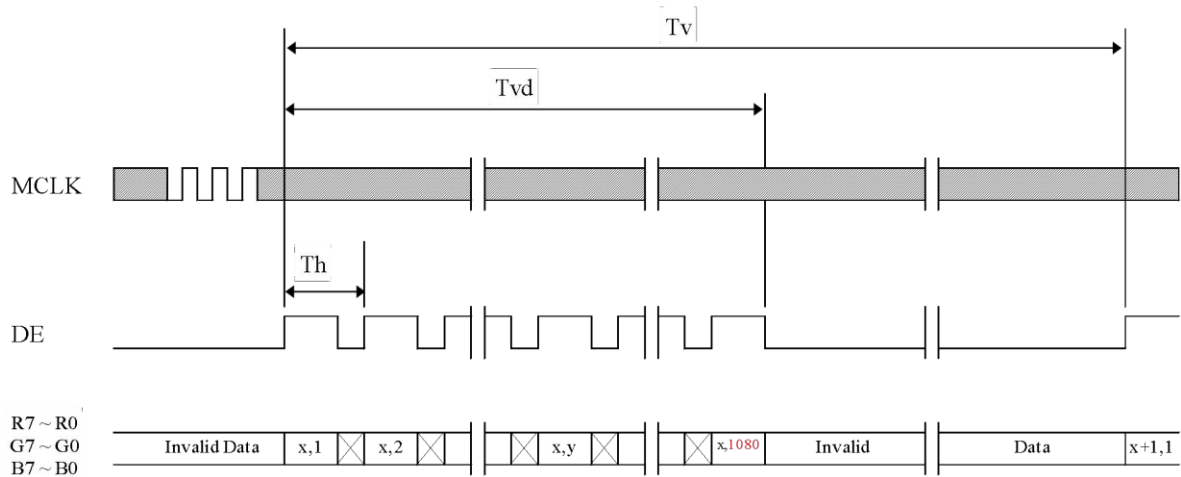 Tv
Tvd
MCLK
Th
DE
R7 ~ R0
G7 ~ G0
B7 ~ B0
Invalid Data
x,1
x,2
x,y
x,1080
Invalid
Data
x+1,1